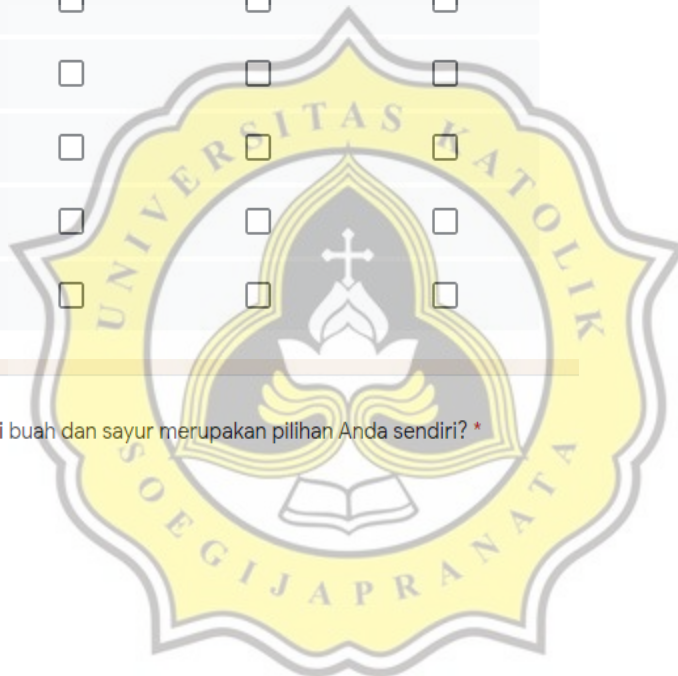 UNIVERSITAS KATOLIK
i buah dan sayur merupakan pilihan Anda sendiri? *
SOEGIJAPRANATA